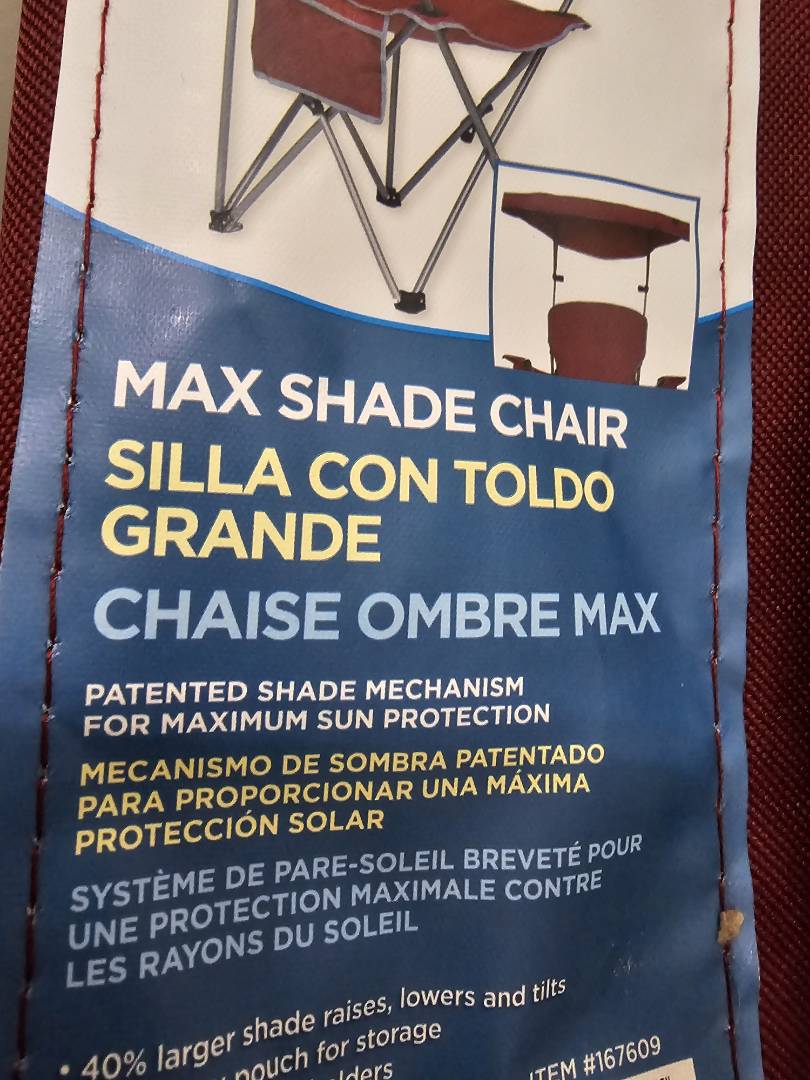 MAX SHADE CHAIR
SILLA CON TOLDO
GRANDE
CHAISE OMBRE MAX
PATENTED SHADE MECHANISM
FOR MAXIMUM SUN PROTECTION
MECANISMO DE SOMBRA PATENTADO
PARA PROPORCIONAR UNA MÁXIMA
PROTECCIÓN SOLAR
SYSTÈME DE PARE-SOLEIL BREVETÉ POUR
UNE PROTECTION MAXIMALE CONTRE
LES RAYONS DU SOLEIL
• 40% larger shade raises, lowers and tilts
pouch for storage
ITEM #167609